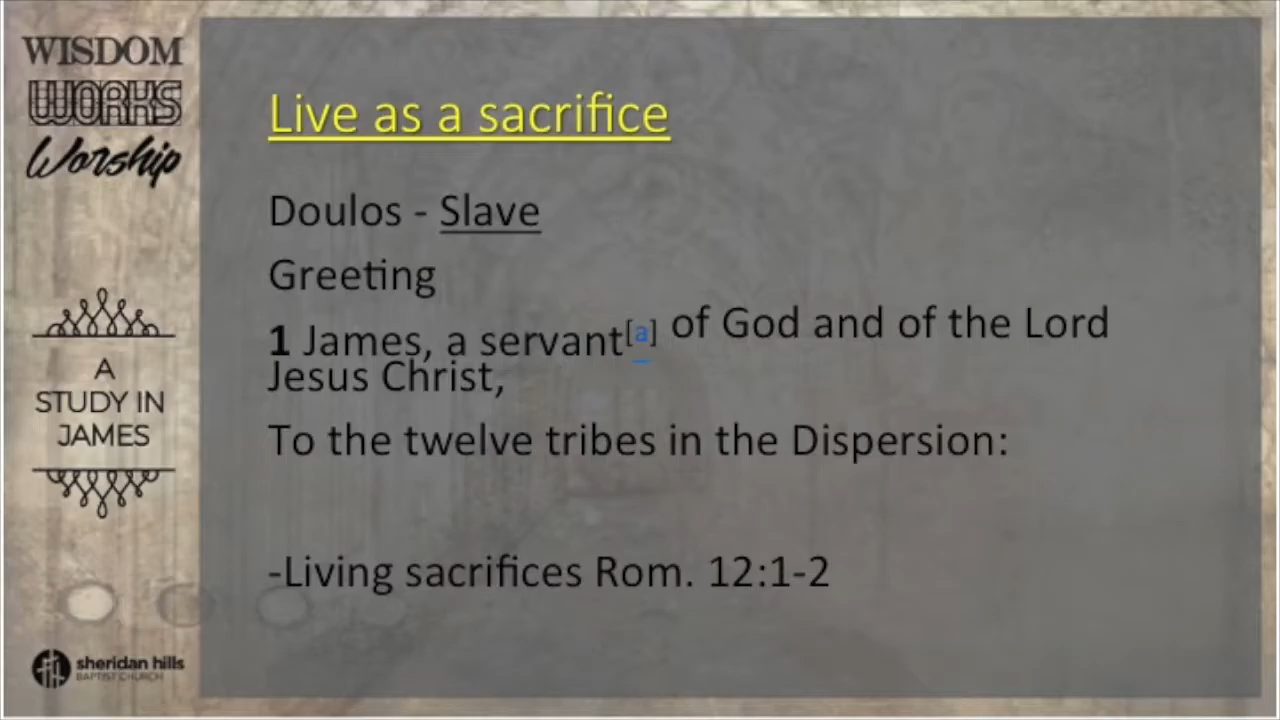 WISDOM
WORKS
Worship
A
STUDY IN
JAMES
sheridan hills
BAPTIST CHURCH
Live as a sacrifice
Doulos - Slave
Greeting
1 James, a servant[a] of God and of the Lord
Jesus Christ,
To the twelve tribes in the Dispersion:
-Living sacrifices Rom. 12:1-2